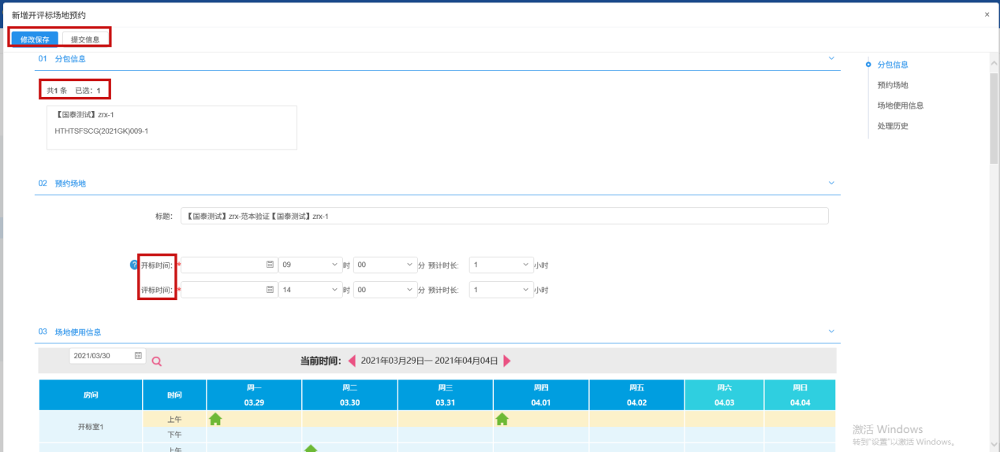 新增开评标场地预约 ×
修改保存 提交信息
01 分包信息
共1 条 已选: 1
【国泰测试】zrx-1
HTHTSFSCG(2021GK)009-1
分包信息
预约场地
场地使用信息
处理历史
02 预约场地
标题: 【国泰测试】zrx-范本验证【国泰测试】zrx-1
? 开标时间: * 09 时 00 分 预计时长: 1 小时
评标时间: * 14 时 00 分 预计时长: 1 小时
03 场地使用信息
2021/03/30 当前时间: 2021年03月29日— 2021年04月04日
房间 时间 周一 周二 周三 周四 周五 周六 周日
03.29 03.30 03.31 04.01 04.02 04.03 04.04
开标室1 上午
下午
上午
激活 Windows
转到"设置"以激活 Windows。